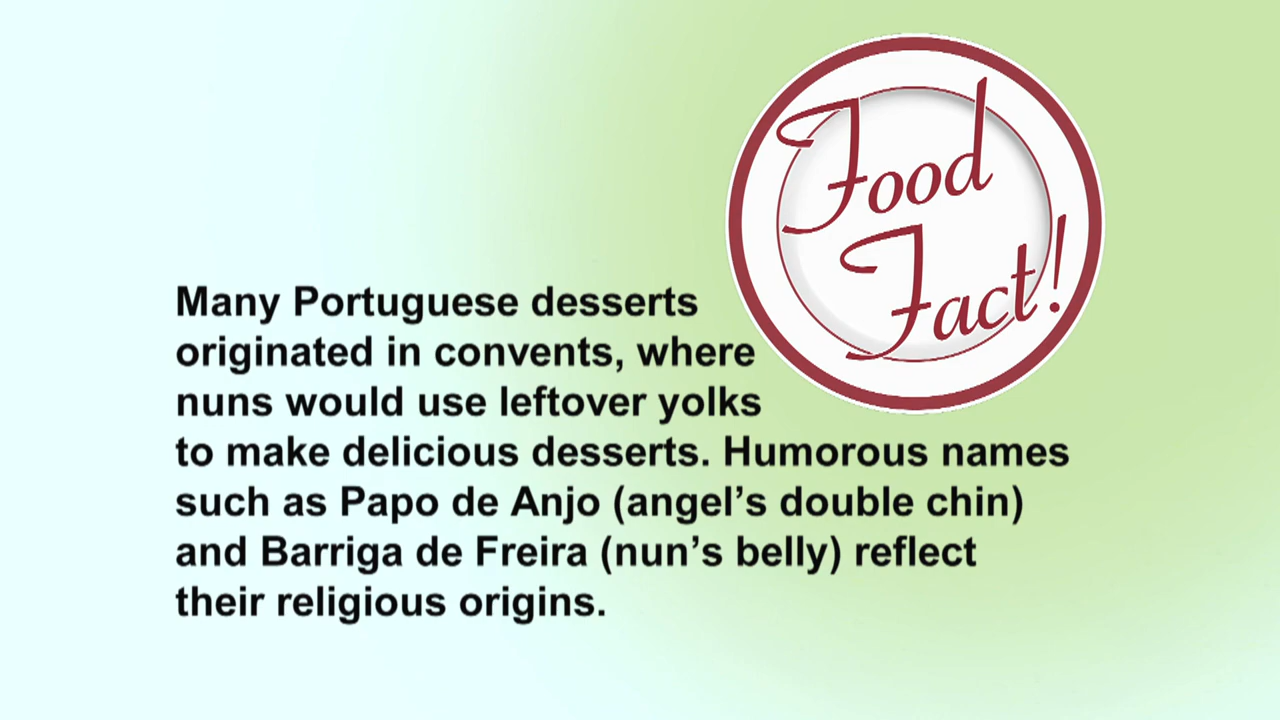 Food
Fact!
Many Portuguese desserts
originated in convents, where
nuns would use leftover yolks
to make delicious desserts. Humorous names
such as Papo de Anjo (angel’s double chin)
and Barriga de Freira (nun’s belly) reflect
their religious origins.